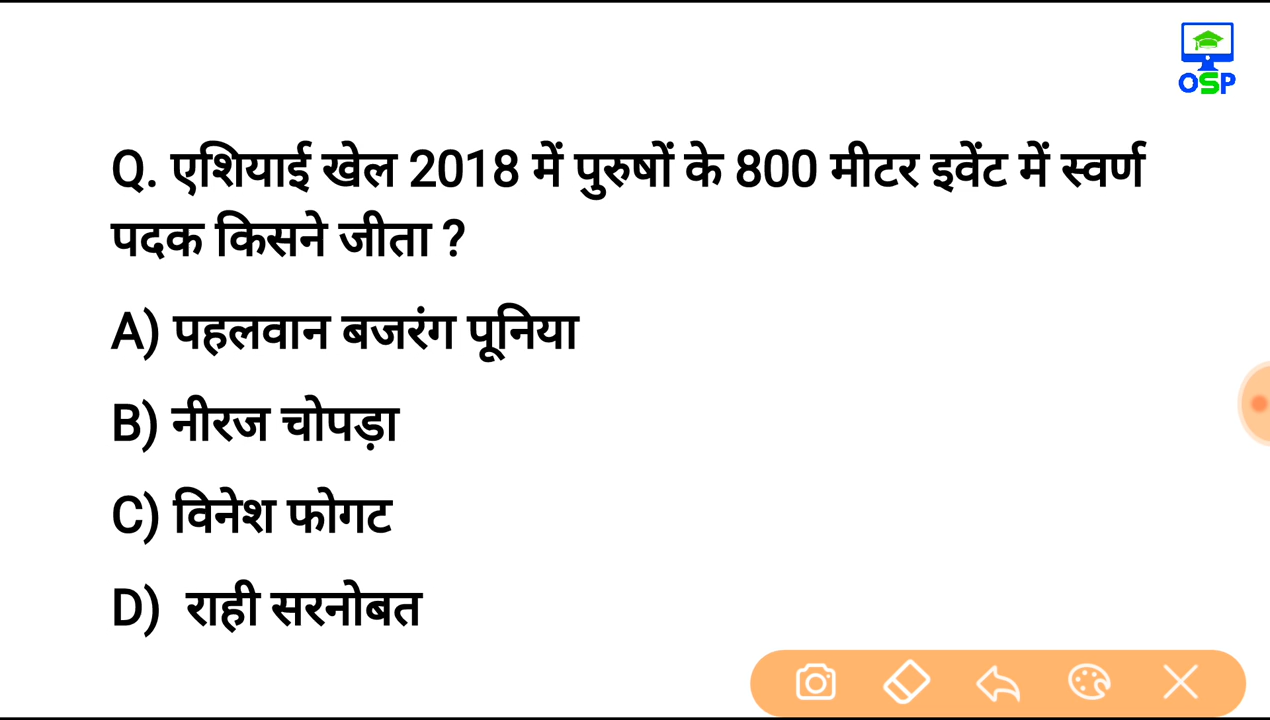 OSP
Q. एशियाई खेल 2018 में पुरुषों के 800 मीटर इवेंट में स्वर्ण
पदक किसने जीता ?
A) पहलवान बजरंग पूनिया
B) नीरज चोपड़ा
C) विनेश फोगट
D) राही सरनोबत